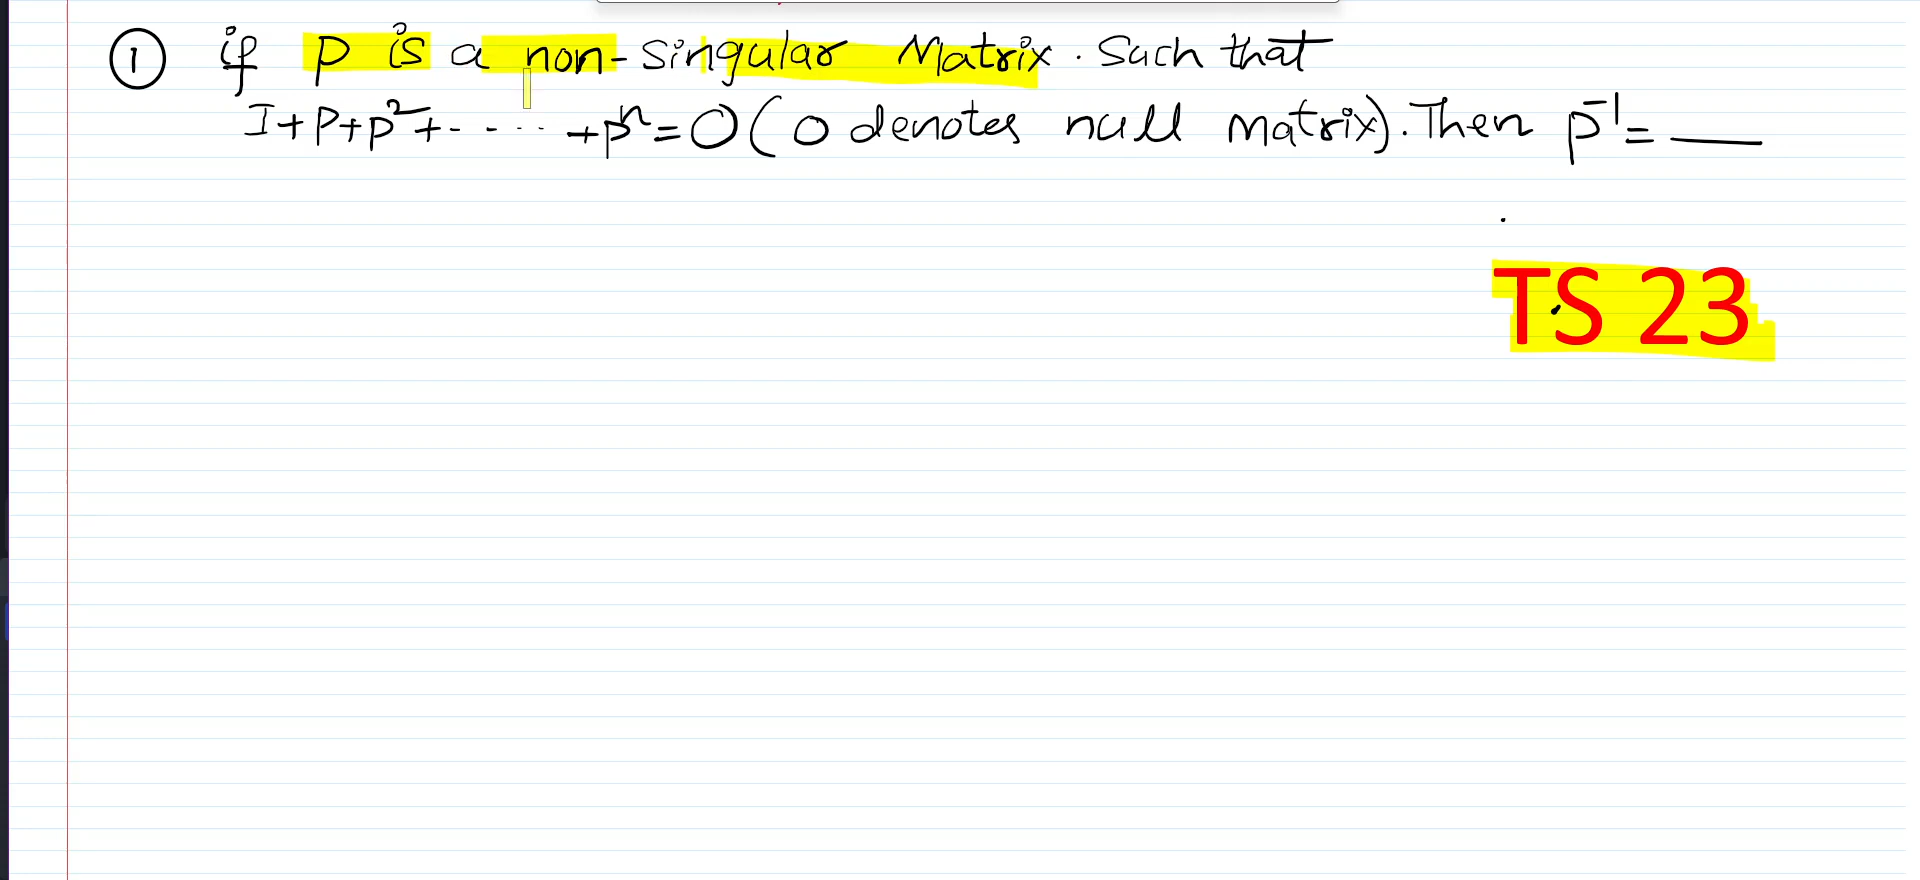 ① if P is a non-singular Matrix. Such that
I+P+P²+- - - - - +Pⁿ=O(O denotes null matrix).Then P⁻¹= ___
TS 23